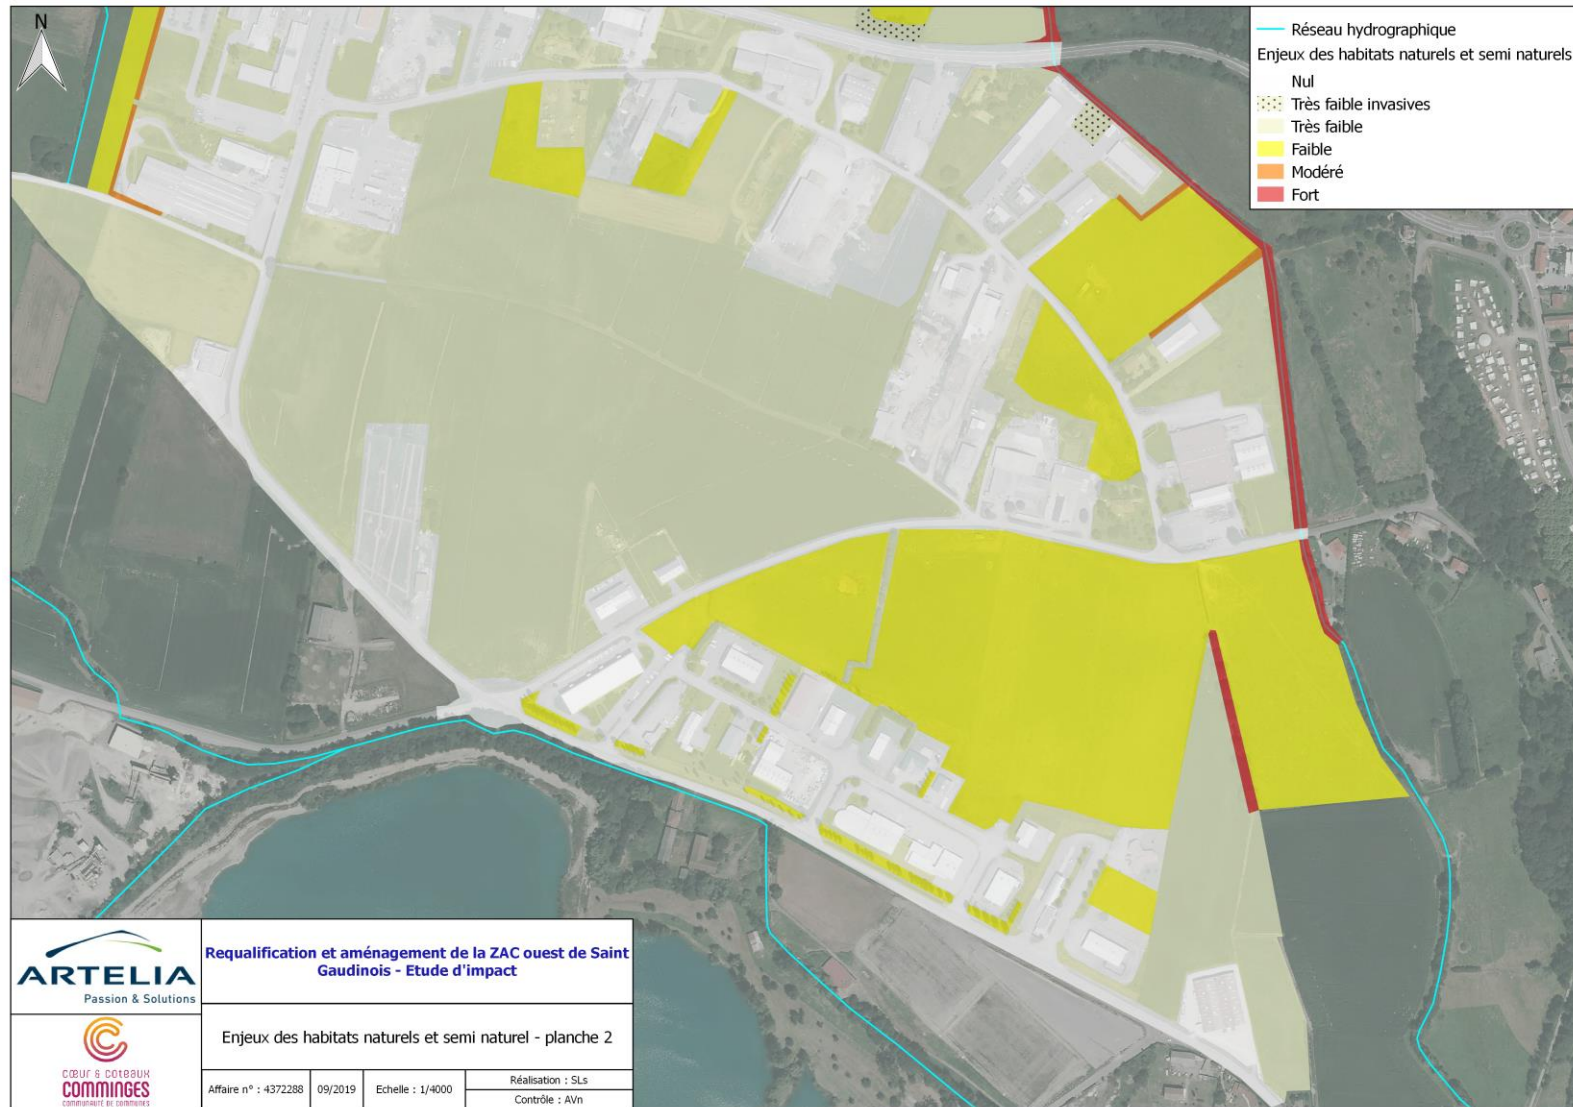 N
Réseau hydrographique
Enjeux des habitats naturels et semi naturels
Nul
Très faible invasives
Très faible
Faible
Modéré
Fort
ARTELIA
Passion & Solutions
Requalification et aménagement de la ZAC ouest de Saint
Gaudinois - Etude d'impact
Enjeux des habitats naturels et semi naturel - planche 2
CŒUR & COTEAUX
COMMINGES
COMMUNAUTÉ DE COMMUNES
Affaire n° : 4372288
09/2019
Echelle : 1/4000
Réalisation : SLs
Contrôle : AVn